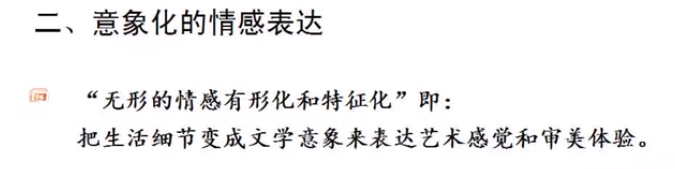 二、意象化的情感表达
“无形的情感有形化和特征化”即：
把生活细节变成文学意象来表达艺术感觉和审美体验。